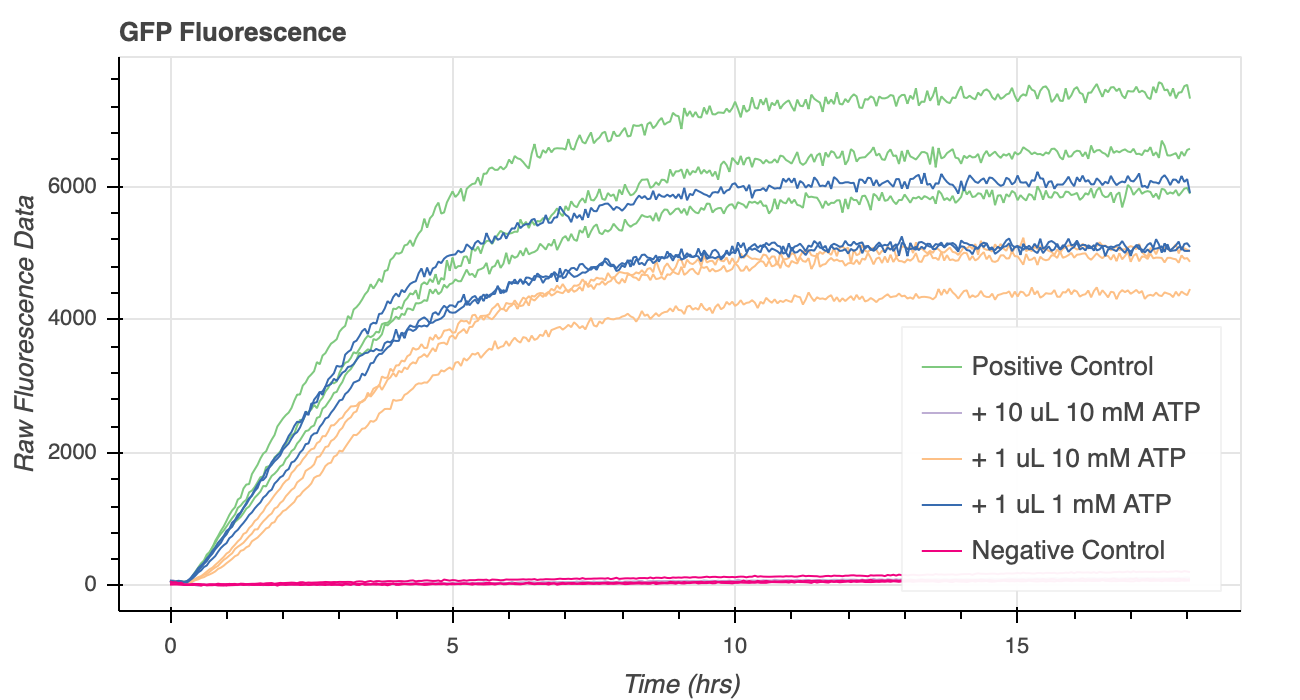 GFP Fluorescence
Raw Fluorescence Data
6000
4000
2000
0
Positive Control
+ 10 uL 10 mM ATP
+ 1 uL 10 mM ATP
+ 1 uL 1 mM ATP
Negative Control
0
5
10
15
Time (hrs)